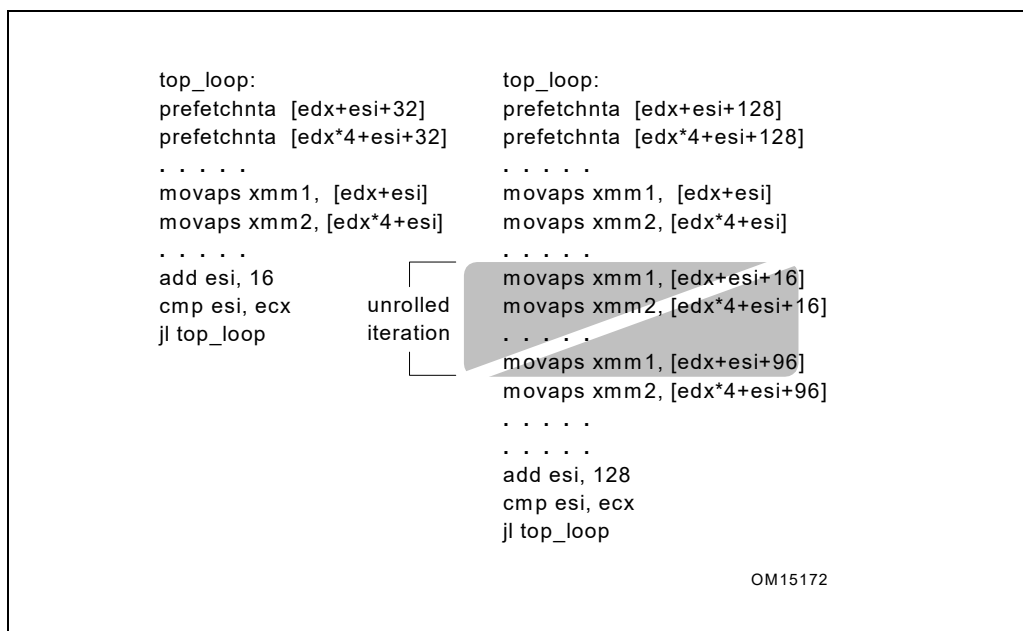 top_loop:
prefetchnta [edx+esi+32]
prefetchnta [edx*4+esi+32]
. . . . .
movaps xmm1, [edx+esi]
movaps xmm2, [edx*4+esi]
. . . . .
add esi, 16
cmp esi, ecx
jl top_loop
unrolled
iteration
top_loop:
prefetchnta [edx+esi+128]
prefetchnta [edx*4+esi+128]
. . . . .
movaps xmm1, [edx+esi]
movaps xmm2, [edx*4+esi]
. . . . .
movaps xmm1, [edx+esi+16]
movaps xmm2, [edx*4+esi+16]
. . . . .
movaps xmm1, [edx+esi+96]
movaps xmm2, [edx*4+esi+96]
. . . . .
. . . . .
add esi, 128
cmp esi, ecx
jl top_loop
OM15172